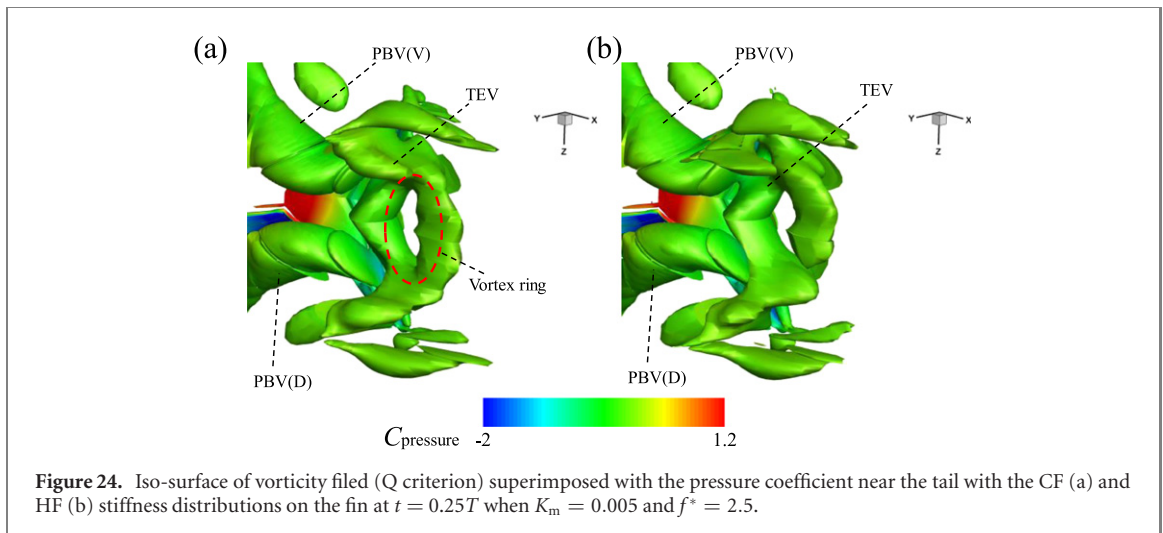 (a)
PBV(V)
TEV
Y
X
Z
Vortex ring
PBV(D)
(b)
PBV(V)
TEV
Y
X
Z
PBV(D)
Cpressure -2 1.2
Figure 24. Iso-surface of vorticity filed (Q criterion) superimposed with the pressure coefficient near the tail with the CF (a) and
HF (b) stiffness distributions on the fin at t = 0.25T when Km = 0.005 and f* = 2.5.